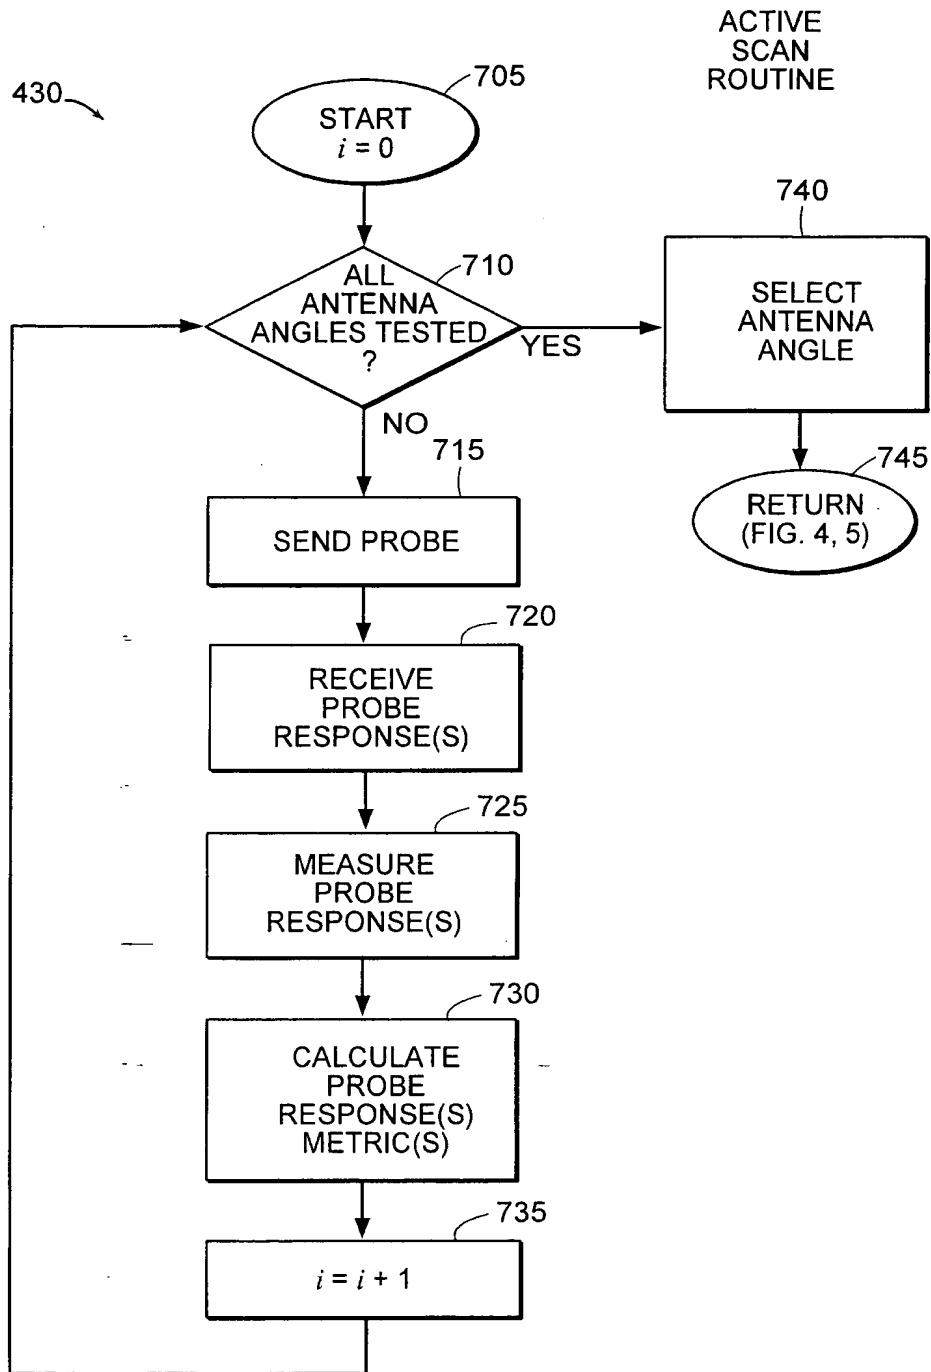 ACTIVE
SCAN
ROUTINE
430
705
START
i = 0
710
ALL
ANTENNA
ANGLES TESTED
?
YES
NO
740
SELECT
ANTENNA
ANGLE
745
RETURN
(FIG. 4, 5)
715
SEND PROBE
720
RECEIVE
PROBE
RESPONSE(S)
725
MEASURE
PROBE
RESPONSE(S)
730
CALCULATE
PROBE
RESPONSE(S)
METRIC(S)
735
i = i + 1